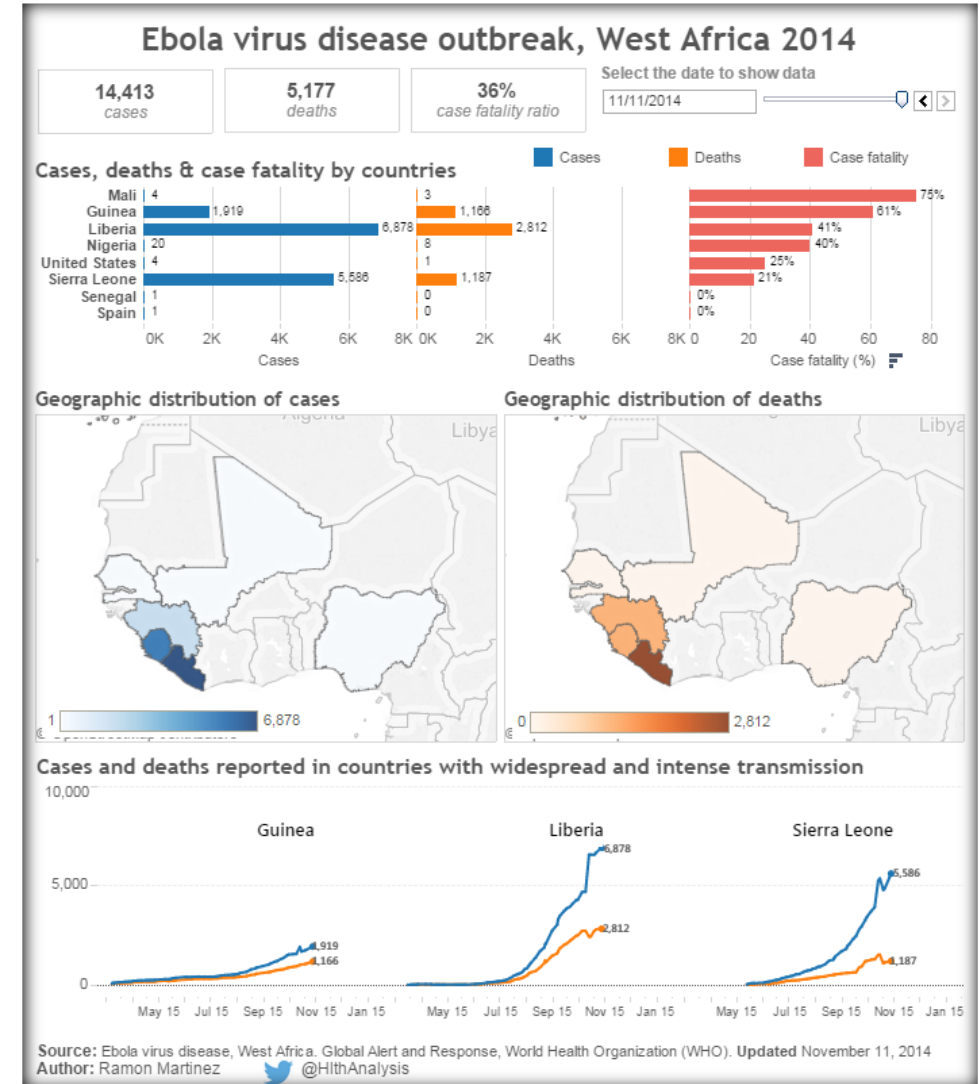 Ebola virus disease outbreak, West Africa 2014
14,413
cases
5,177
deaths
36%
case fatality ratio
Select the date to show data
11/11/2014
Cases Deaths Case fatality
Cases, deaths & case fatality by countries
Mali 4 3 75%
Guinea 1,919 1,166 61%
Liberia 6,878 2,812 41%
Nigeria 20 8 40%
United States 4 1 25%
Sierra Leone 5,586 1,187 21%
Senegal 1 0 0%
Spain 1 0 0%
0K 2K 4K 6K 8K 0K 2K 4K 6K 8K 0 20 40 60 80
Cases Deaths Case fatality (%)
Geographic distribution of cases
Geographic distribution of deaths
Algeria
Libya
Libya
1 6,878
0 2,812
Cases and deaths reported in countries with widespread and intense transmission
10,000
Guinea Liberia Sierra Leone
6,878
5,000
5,586
2,812
1,919
1,166
1,187
0
May 15 Jul 15 Sep 15 Nov 15 Jan 15 May 15 Jul 15 Sep 15 Nov 15 Jan 15 May 15 Jul 15 Sep 15 Nov 15 Jan 15
Source: Ebola virus disease, West Africa. Global Alert and Response, World Health Organization (WHO). Updated November 11, 2014
Author: Ramon Martinez @HlthAnalysis